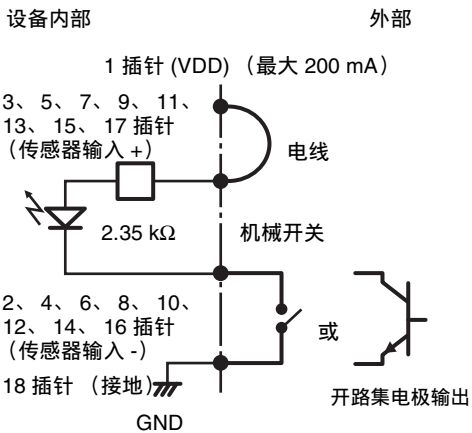 设备内部
外部
1 插针 (VDD) （最大 200 mA）
3、 5、 7、 9、 11、
13、 15、 17 插针
（传感器输入 +）
电线
2.35 kΩ
机械开关
2、 4、 6、 8、 10、
12、 14、 16 插针
（传感器输入 -）
或
18 插针 （接地）
开路集电极输出
GND